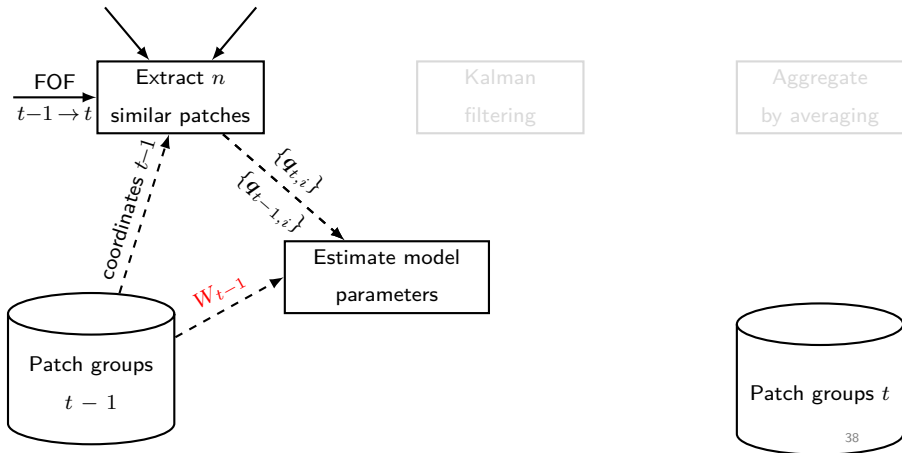 FOF
t−1 → t
Extract n
similar patches
Kalman
filtering
Aggregate
by averaging
coordinates t−1
{q_{t,i}}
{q_{t−1,i}}
Estimate model
parameters
W_{t−1}
Patch groups
t − 1
Patch groups t
38